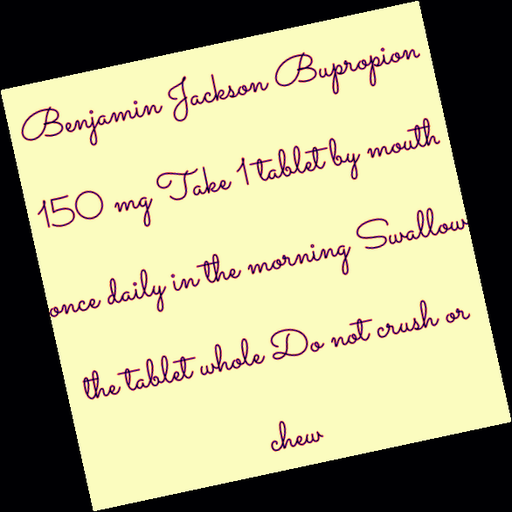 Benjamin Jackson Bupropion
150 mg Take 1 tablet by mouth
once daily in the morning Swallow
the tablet whole Do not crush or
chew